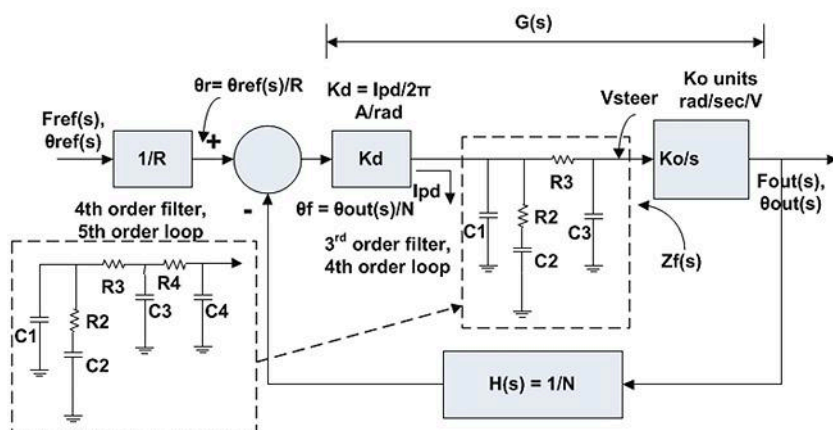 G(s)
θr= θref(s)/R
Kd = Ipd/2π
A/rad
Ko units
rad/sec/V
Vsteer
Fref(s),
θref(s)
1/R
+
-
Kd
Ipd
Ko/s
Fout(s),
θout(s)
θf = θout(s)/N
R3
C1
R2
C2
C3
Zf(s)
3rd order filter,
4th order loop
4th order filter,
5th order loop
R3
R4
C1
R2
C2
C3
C4
H(s) = 1/N